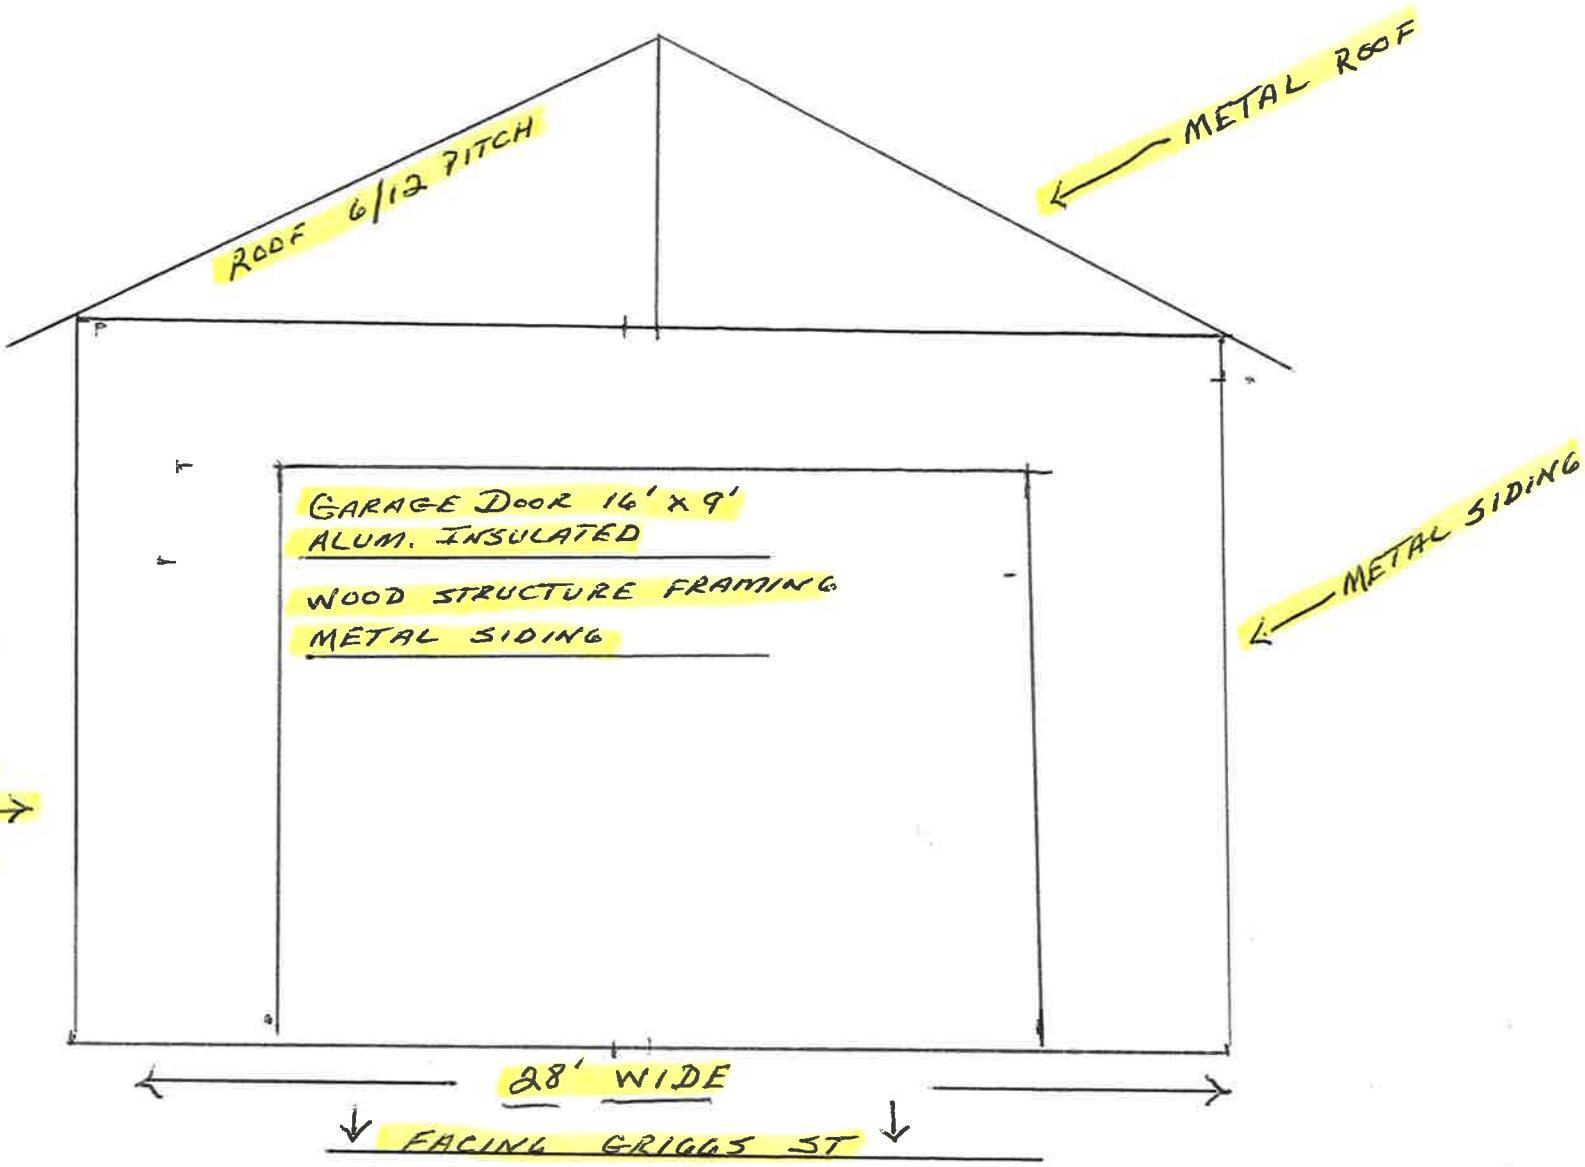 METAL ROOF
ROOF 6/12 PITCH
GARAGE DOOR 16' X 9'
ALUM. INSULATED
WOOD STRUCTURE FRAMING
METAL SIDING
METAL SIDING
28' WIDE
FACING GRIGGS ST